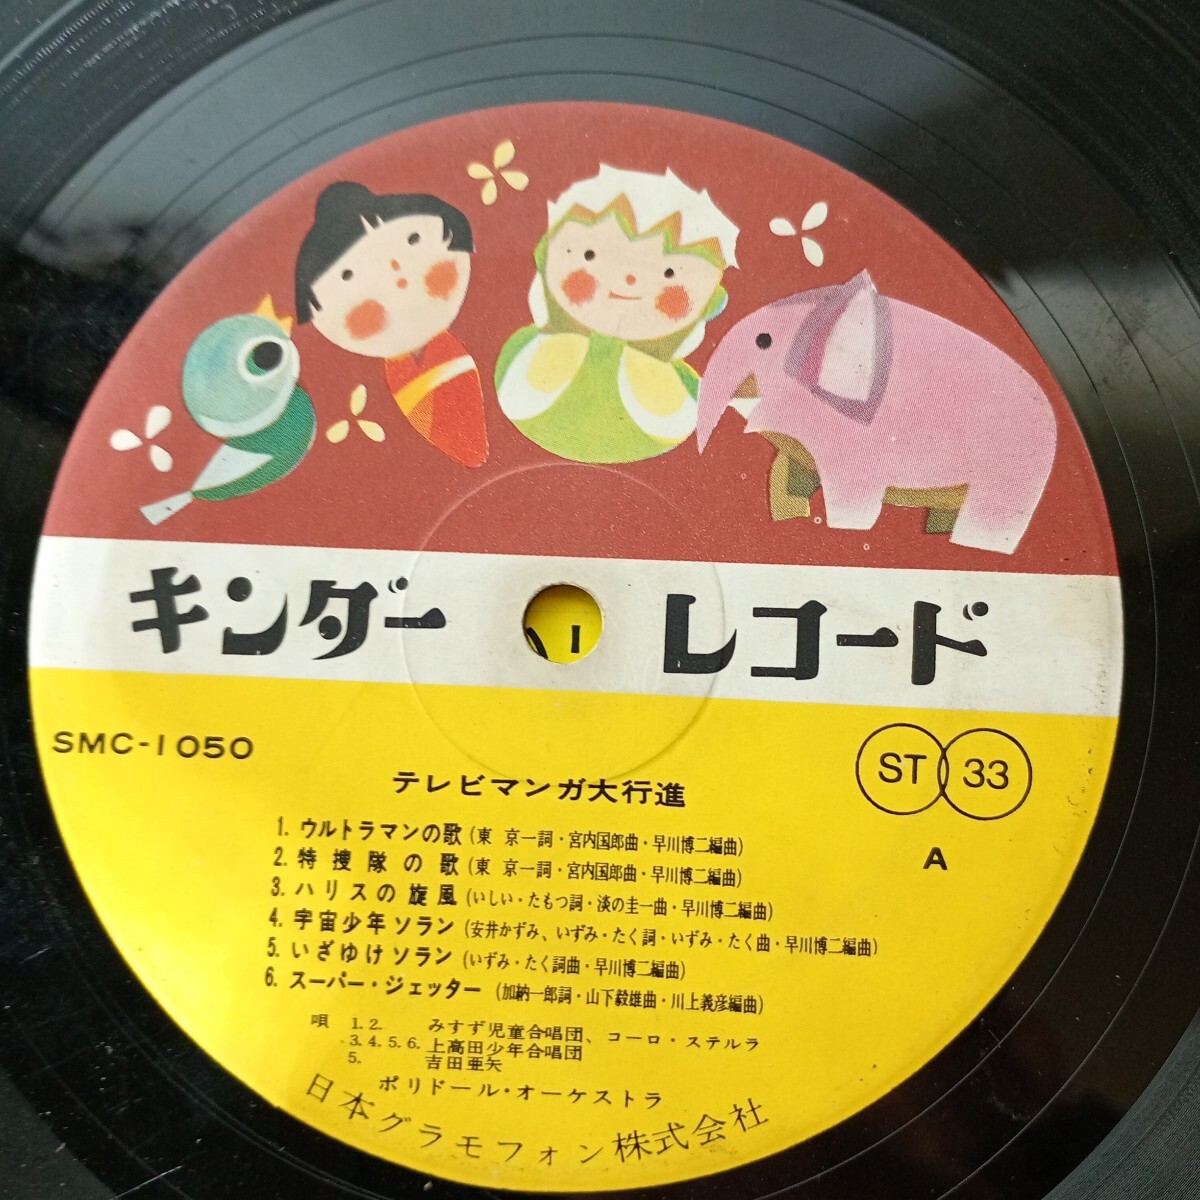 キンダー レコード
SMC-1050
ST 33
テレビマンガ大行進
A
1. ウルトラマンの歌 (東 京一詞・宮内国郎曲・早川博二編曲)
2. 特捜隊の歌 (東 京一詞・宮内国郎曲・早川博二編曲)
3. ハリスの旋風 (いしい・たもつ詞・淡の圭一曲・早川博二編曲)
4. 宇宙少年ソラン (安井かずみ、いずみ・たく詞・いずみ・たく曲・早川博二編曲)
5. いざゆけソラン (いずみ・たく詞曲・早川博二編曲)
6. スーパー・ジェッター (加納一郎詞・山下毅雄曲・川上義彦編曲)
唄 1.2. みすず児童合唱団、コーロ・ステルラ
3.4.5.6. 上高田少年合唱団
5. 吉田亜矢
ポリドール・オーケストラ
日本グラモフォン株式会社